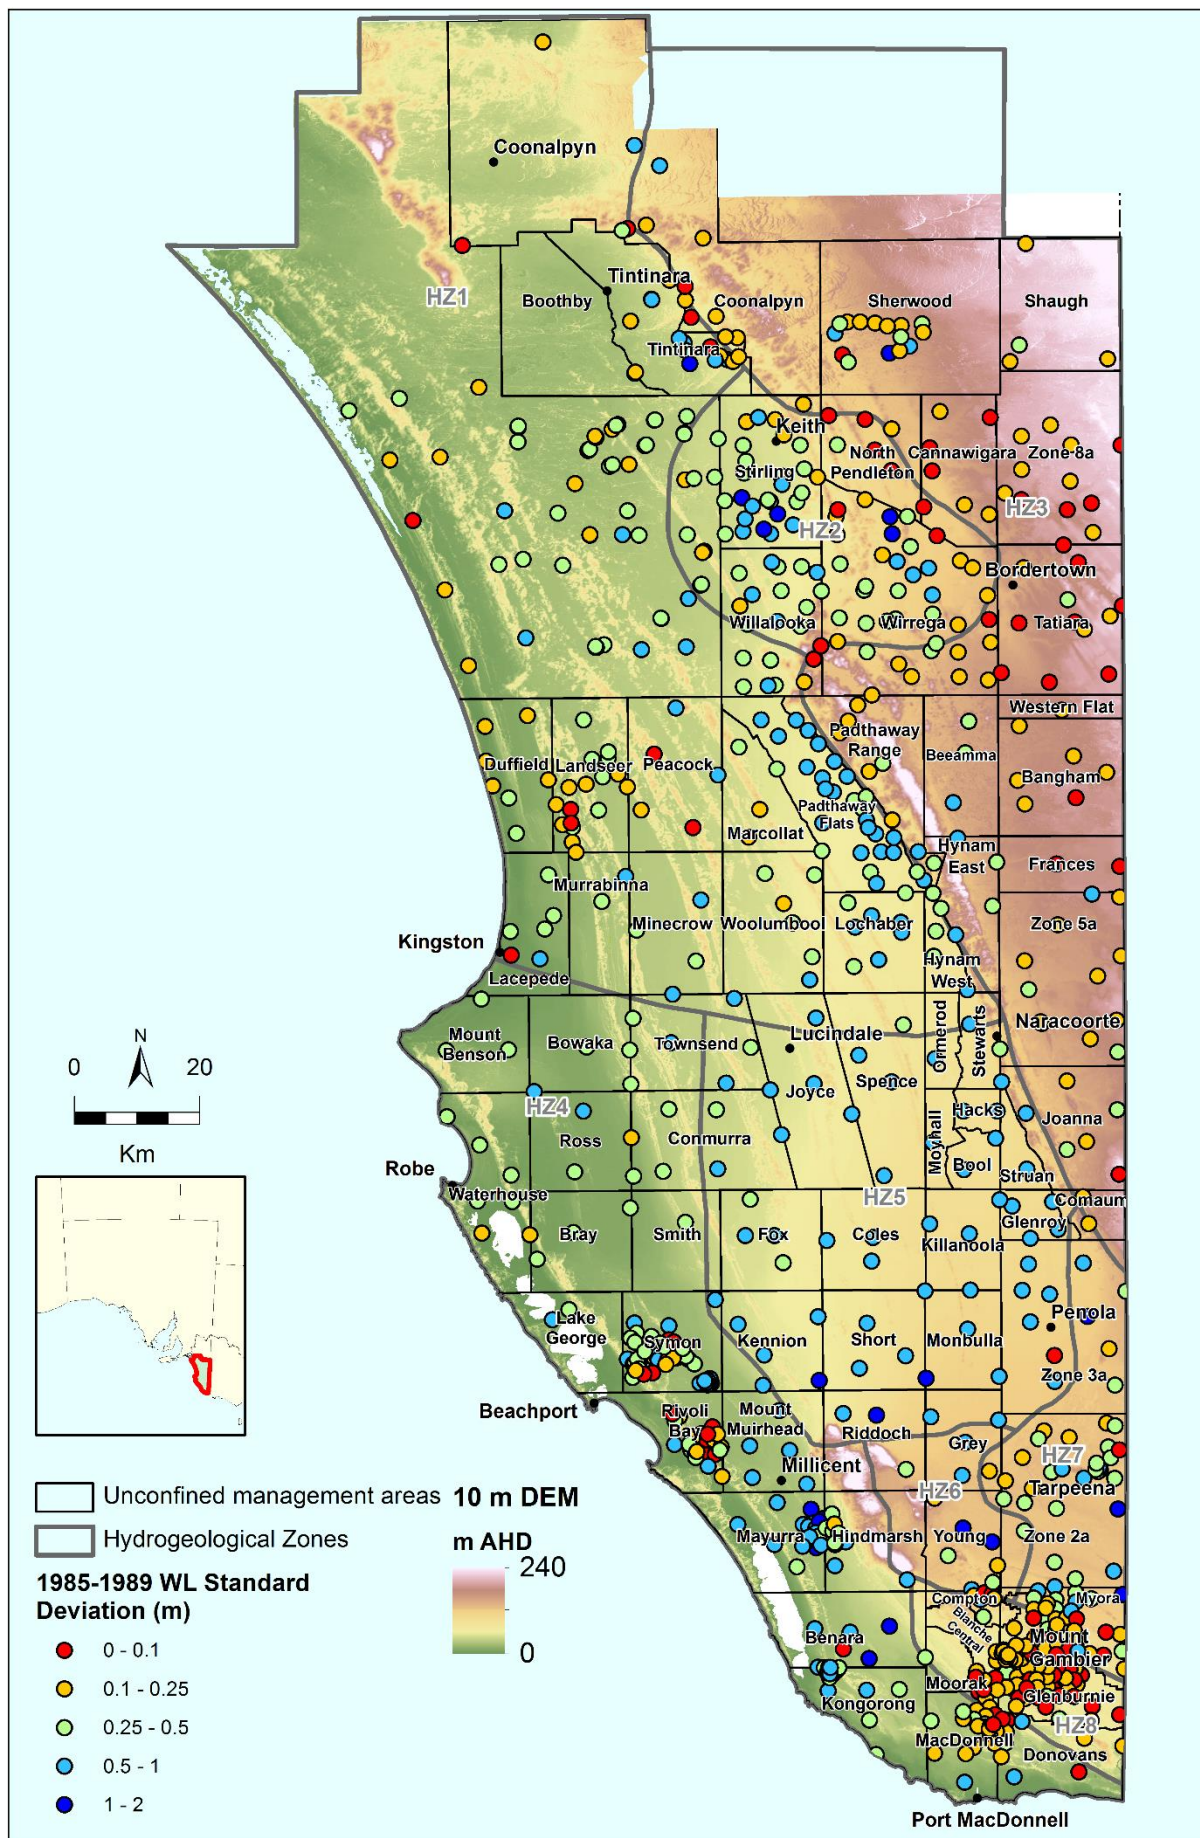 Coonalpyn
HZ1
Tintinara
Boothby
Coonalpyn
Sherwood
Shaugh
Tintinara
Keith
North
Pendleton
Cannawigara
Zone 8a
Stirling
HZ2
HZ3
Bordertown
Willalooka
Wirrega
Tatiara
Western Flat
Padthaway
Range
Beeamma
Bangham
Duffield
Landseer
Peacock
Padthaway
Flats
Marcollat
Hynam
East
Frances
Murrabinna
Minecrow
Woolumbool
Lochaber
Zone 5a
Kingston
Hynam
West
Lacepede
N
0 20
Km
Mount
Benson
Bowaka
Townsend
Lucindale
Ormerod
Stewarts
Naracoorte
Joyce
Spence
HZ4
Ross
Conmurra
Moyhall
Hacks
Joanna
Bool
Struan
Robe
Waterhouse
HZ5
Comaum
Glenroy
Bray
Smith
Fox
Coles
Killanoola
Lake
George
Symon
Kennion
Short
Monbulla
Penola
Zone 3a
Beachport
Rivoli
Bay
Mount
Muirhead
Riddoch
Grey
HZ7
Millicent
HZ6
Tarpeena
Mayurra
Hindmarsh
Young
Zone 2a
Compton
Myora
Blanche
Central
Benara
Mount
Gambier
Moorak
Glenburnie
Kongorong
HZ8
MacDonnell
Donovans
Port MacDonnell
Unconfined management areas
Hydrogeological Zones
1985-1989 WL Standard
Deviation (m)
0 - 0.1
0.1 - 0.25
0.25 - 0.5
0.5 - 1
1 - 2
10 m DEM
m AHD
240
0